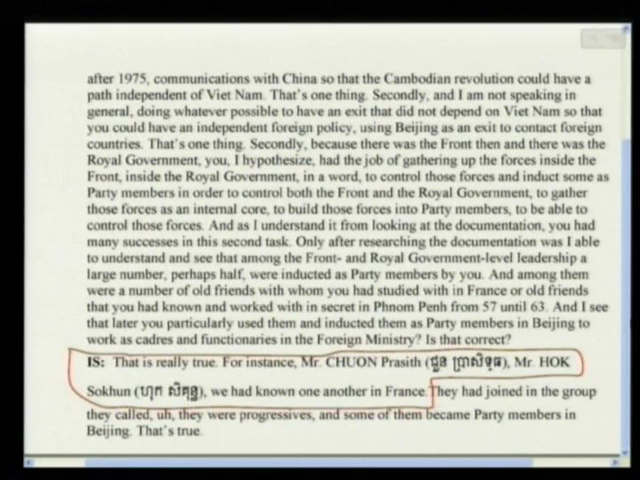 after 1975, communications with China so that the Cambodian revolution could have a
path independent of Viet Nam. That's one thing. Secondly, and I am not speaking in
general, doing whatever possible to have an exit that did not depend on Viet Nam so that
you could have an independent foreign policy, using Beijing as an exit to contact foreign
countries. That's one thing. Secondly, because there was the Front then and there was the
Royal Government, you, I hypothesize, had the job of gathering up the forces inside the
Front, inside the Royal Government, in a word, to control those forces and induct some as
Party members in order to control both the Front and the Royal Government, to gather
those forces as an internal core, to build those forces into Party members, to be able to
control those forces. And as I understand it from looking at the documentation, you had
many successes in this second task. Only after researching the documentation was I able
to understand and see that among the Front- and Royal Government-level leadership a
large number, perhaps half, were inducted as Party members by you. And among them
were a number of old friends with whom you had studied with in France or old friends
that you had known and worked with in secret in Phnom Penh from 57 until 63. And I see
that later you particularly used them and inducted them as Party members in Beijing to
work as cadres and functionaries in the Foreign Ministry? Is that correct?
IS: That is really true. For instance, Mr. CHUON Prasith (ជួន ប្រាសិទ្ធ), Mr. HOK
Sokhun (ហុក សិគុន្ឋ), we had known one another in France. They had joined in the group
they called, uh, they were progressives, and some of them became Party members in
Beijing. That's true.